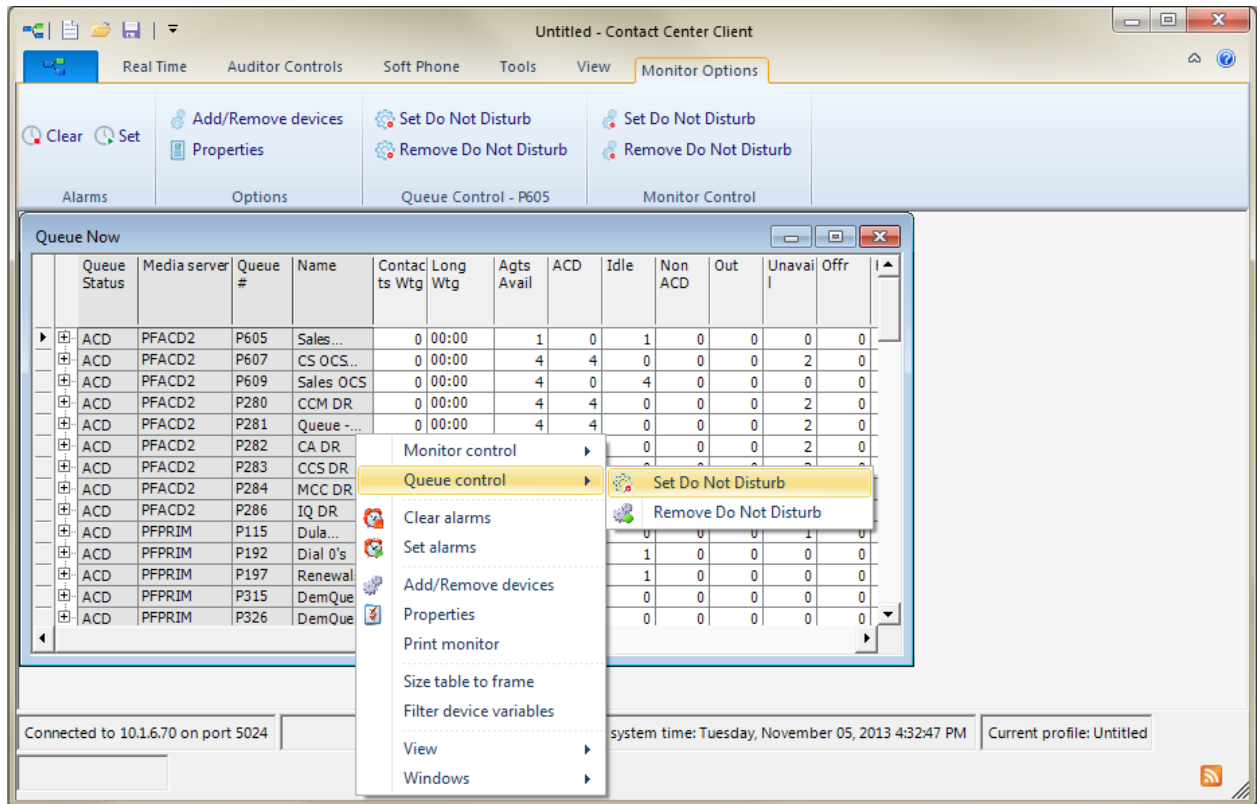 Untitled - Contact Center Client
Real Time Auditor Controls Soft Phone Tools View Monitor Options
Clear Set Add/Remove devices Set Do Not Disturb Set Do Not Disturb
Properties Remove Do Not Disturb Remove Do Not Disturb
Alarms Options Queue Control - P605 Monitor Control
Queue Now
Queue Media server Queue Name Contac Long Agts ACD Idle Non Out Unavai Offr
Status # ts Wtg Wtg Avail ACD l
ACD PFACD2 P605 Sales... 0 00:00 1 0 1 0 0 0 0
ACD PFACD2 P607 CS OCS... 0 00:00 4 4 0 0 0 2 0
ACD PFACD2 P609 Sales OCS 0 00:00 4 0 4 0 0 0 0
ACD PFACD2 P280 CCM DR 0 00:00 4 4 0 0 0 2 0
ACD PFACD2 P281 Queue -... 0 00:00 4 4 0 0 0 2 0
ACD PFACD2 P282 CA DR 0 0 0 2 0
ACD PFACD2 P283 CCS DR
ACD PFACD2 P284 MCC DR
ACD PFACD2 P286 IQ DR
ACD PFPRIM P115 Dula... 0 0 0 1 0
ACD PFPRIM P192 Dial 0's 1 0 0 0 0
ACD PFPRIM P197 Renewal 1 0 0 0 0
ACD PFPRIM P315 DemQue 0 0 0 0 0
ACD PFPRIM P326 DemQue 0 0 0 0 0
Monitor control
Queue control
Set Do Not Disturb
Remove Do Not Disturb
Clear alarms
Set alarms
Add/Remove devices
Properties
Print monitor
Size table to frame
Filter device variables
View
Windows
Connected to 10.1.6.70 on port 5024 system time: Tuesday, November 05, 2013 4:32:47 PM Current profile: Untitled